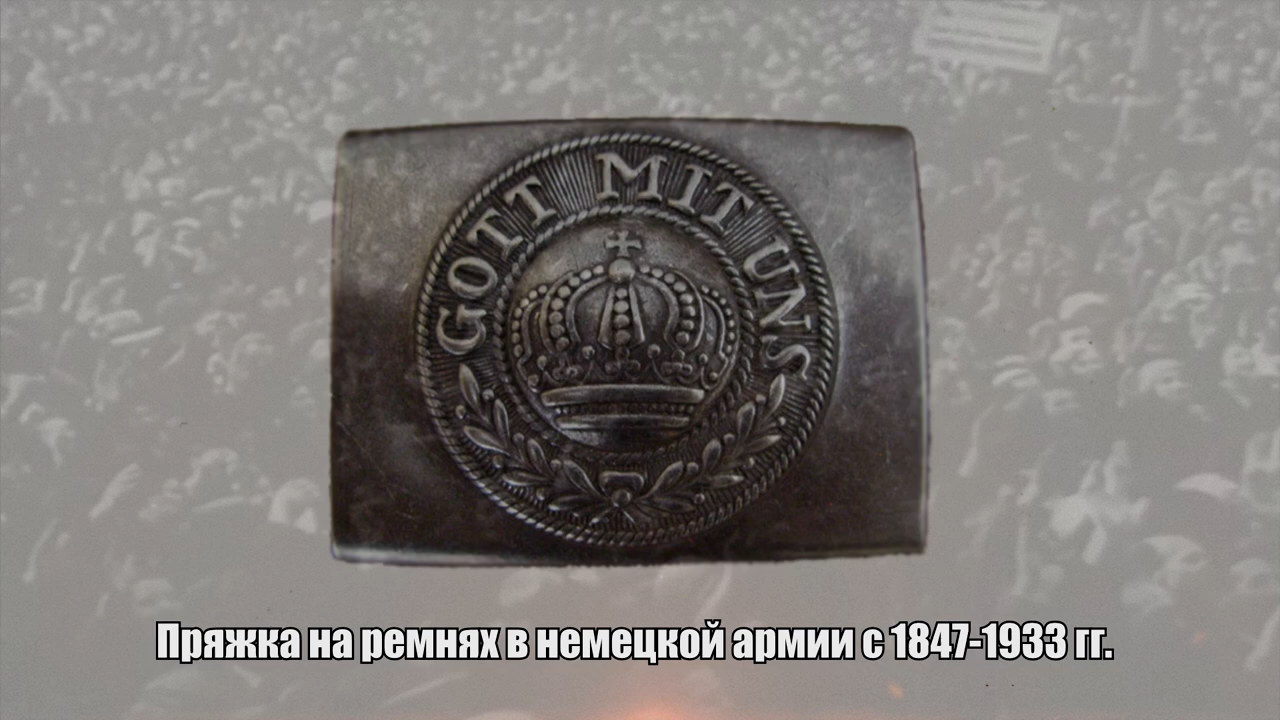 GOTT MIT UNS
Пряжка на ремнях в немецкой армии с 1847-1933 гг.